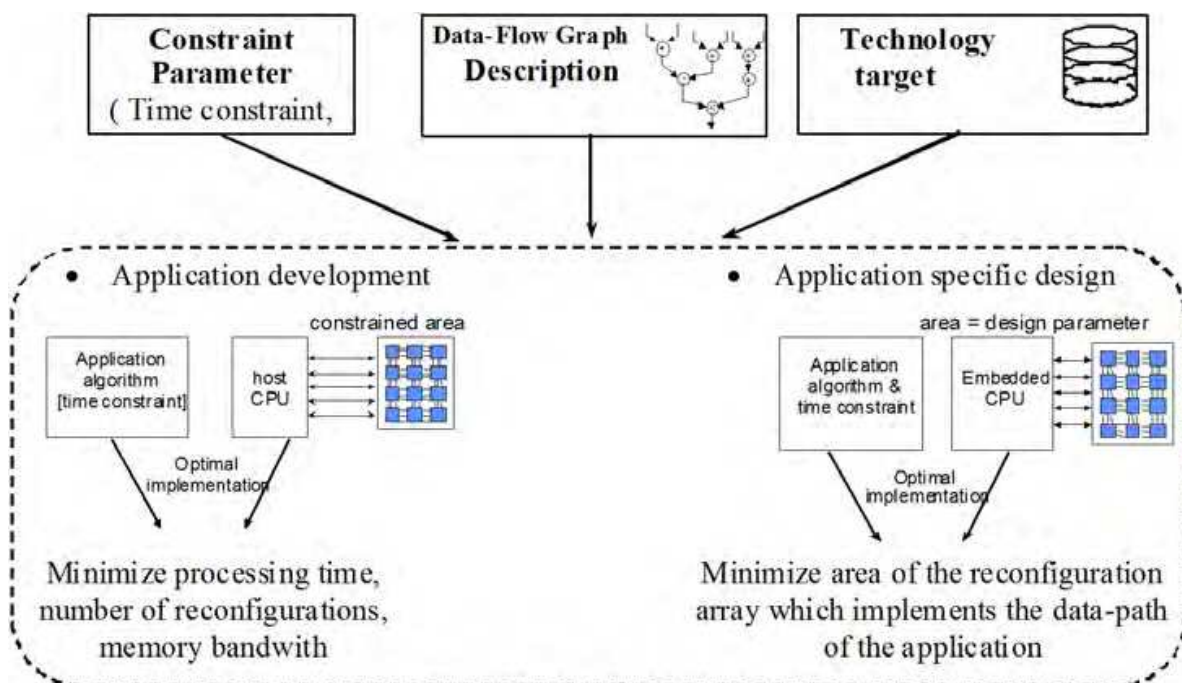 Constraint
Parameter
( Time constraint,
Data-Flow Graph
Description
Technology
target
• Application development
constrained area
Application
algorithm
[time constraint]
host
CPU
Optimal
implementation
Minimize processing time,
number of reconfigurations,
memory bandwith
• Application specific design
area = design parameter
Application
algorithm &
time constraint
Embedded
CPU
Optimal
implementation
Minimize area of the reconfiguration
array which implements the data-path
of the application